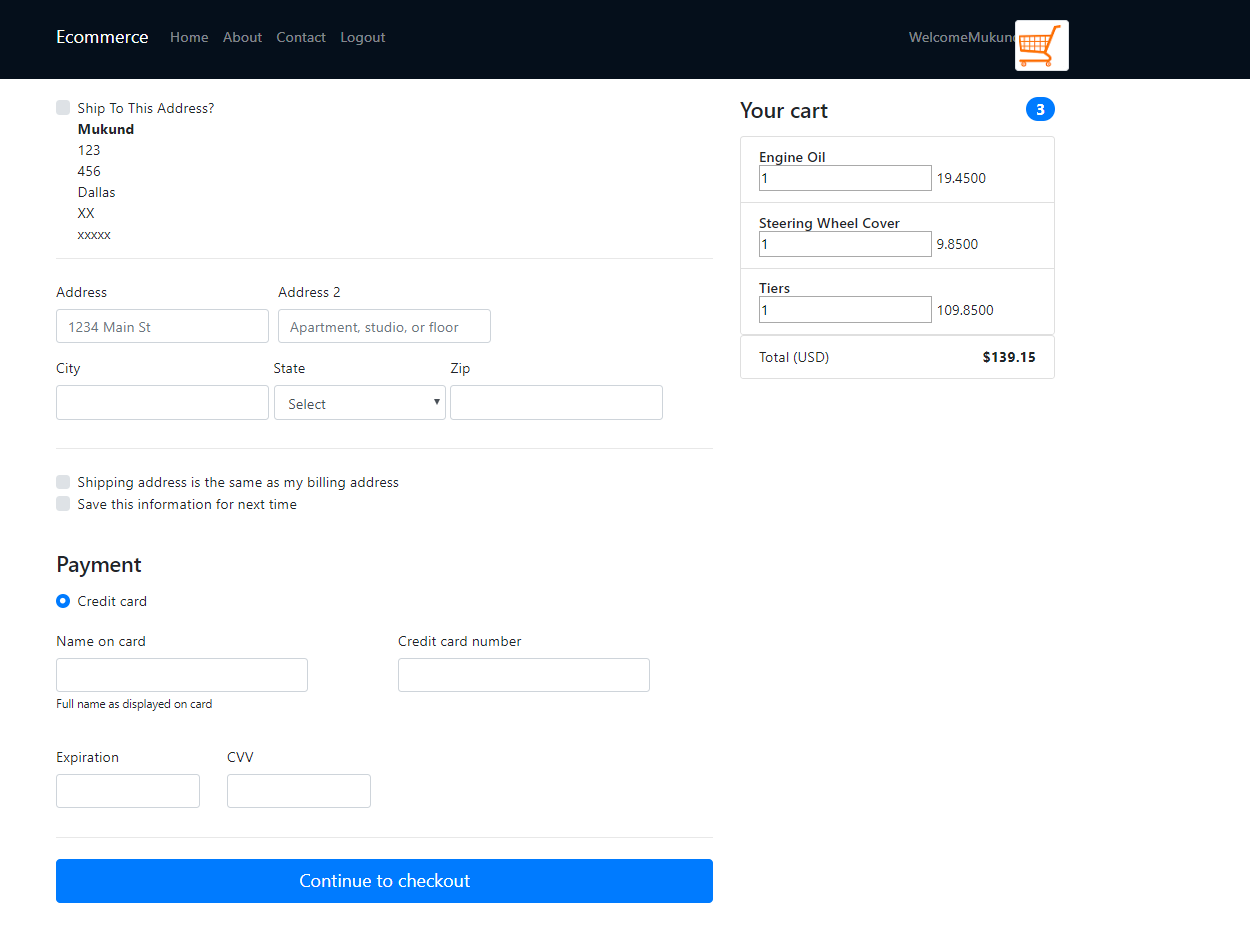 Ecommerce Home About Contact Logout WelcomeMukund
Ship To This Address?
Mukund
123
456
Dallas
XX
xxxxx
Address Address 2
1234 Main St Apartment, studio, or floor
City State Zip
Select
Shipping address is the same as my billing address
Save this information for next time
Payment
Credit card
Name on card Credit card number
Full name as displayed on card
Expiration CVV
Continue to checkout
Your cart 3
Engine Oil
1 19.4500
Steering Wheel Cover
1 9.8500
Tiers
1 109.8500
Total (USD) $139.15